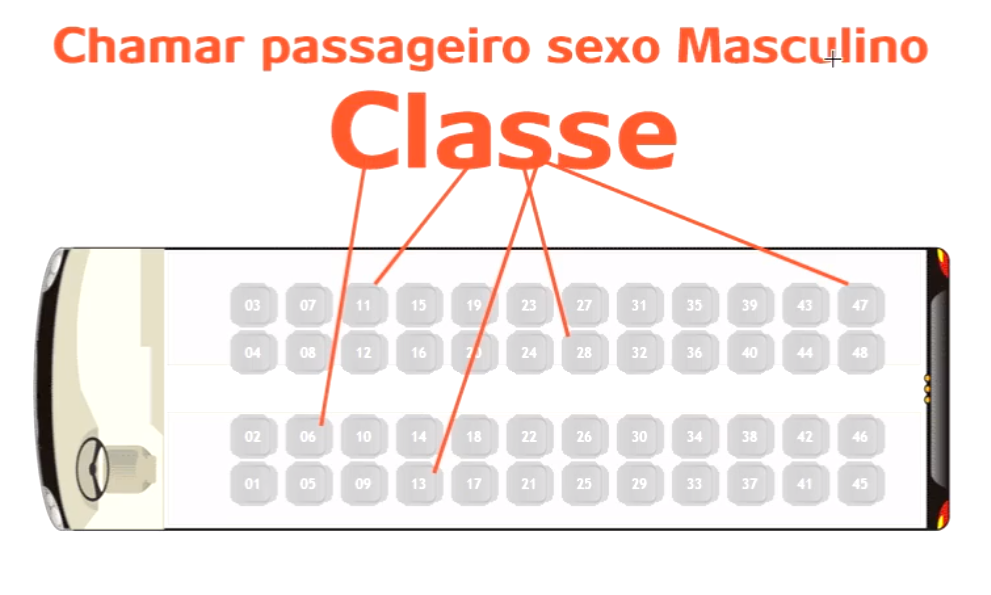 Chamar passageiro sexo Masculino
Classe
03 07 11 15 19 23 27 31 35 39 43 47
04 08 12 16 20 24 28 32 36 40 44 48
02 06 10 14 18 22 26 30 34 38 42 46
01 05 09 13 17 21 25 29 33 37 41 45